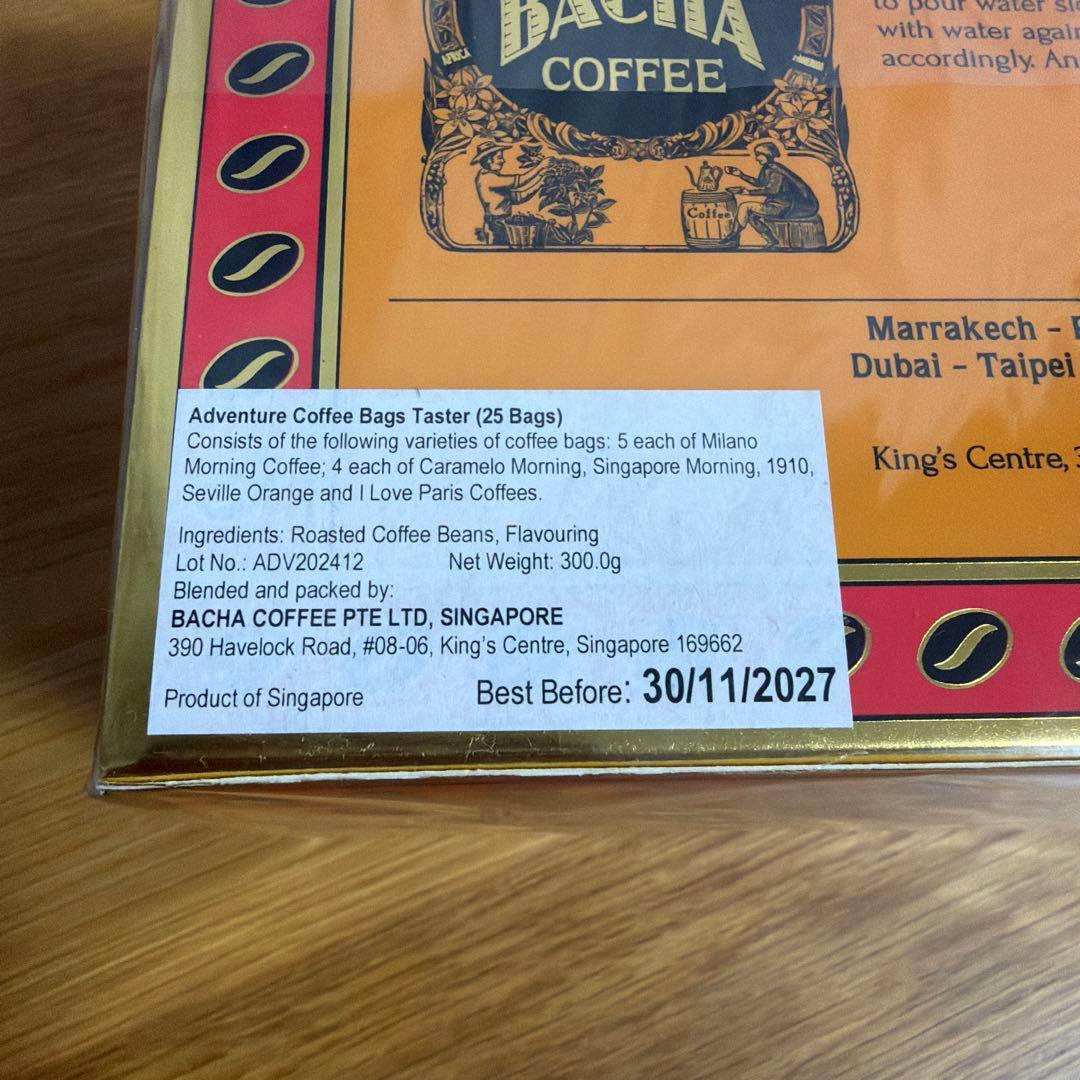 BACHA
COFFEE
AFRICA
Coffee
to pour water
with water
accordingly.
Marrakech –
Dubai – Taipei
King's Centre,
Adventure Coffee Bags Taster (25 Bags)
Consists of the following varieties of coffee bags: 5 each of Milano
Morning Coffee; 4 each of Caramelo Morning, Singapore Morning, 1910,
Seville Orange and I Love Paris Coffees.
Ingredients: Roasted Coffee Beans, Flavouring
Lot No.: ADV202412 Net Weight: 300.0g
Blended and packed by:
BACHA COFFEE PTE LTD, SINGAPORE
390 Havelock Road, #08-06, King's Centre, Singapore 169662
Product of Singapore Best Before: 30/11/2027